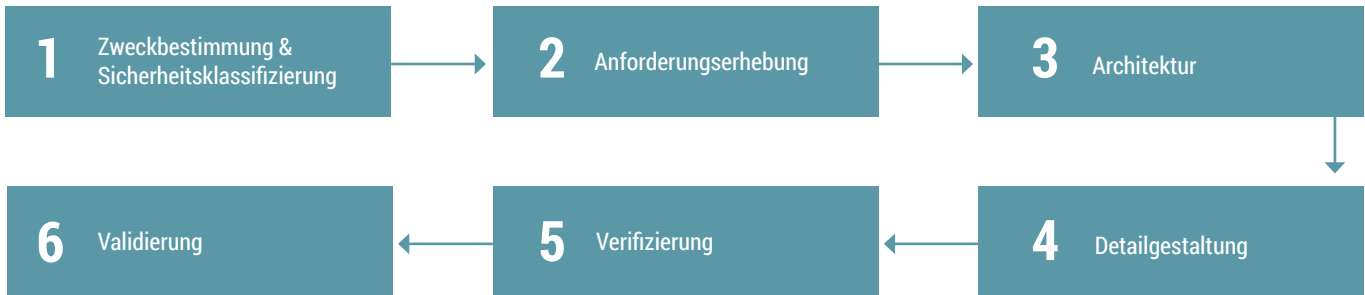 1
Zweckbestimmung &
Sicherheitsklassifizierung
2
Anforderungserhebung
3
Architektur
4
Detailgestaltung
5
Verifizierung
6
Validierung